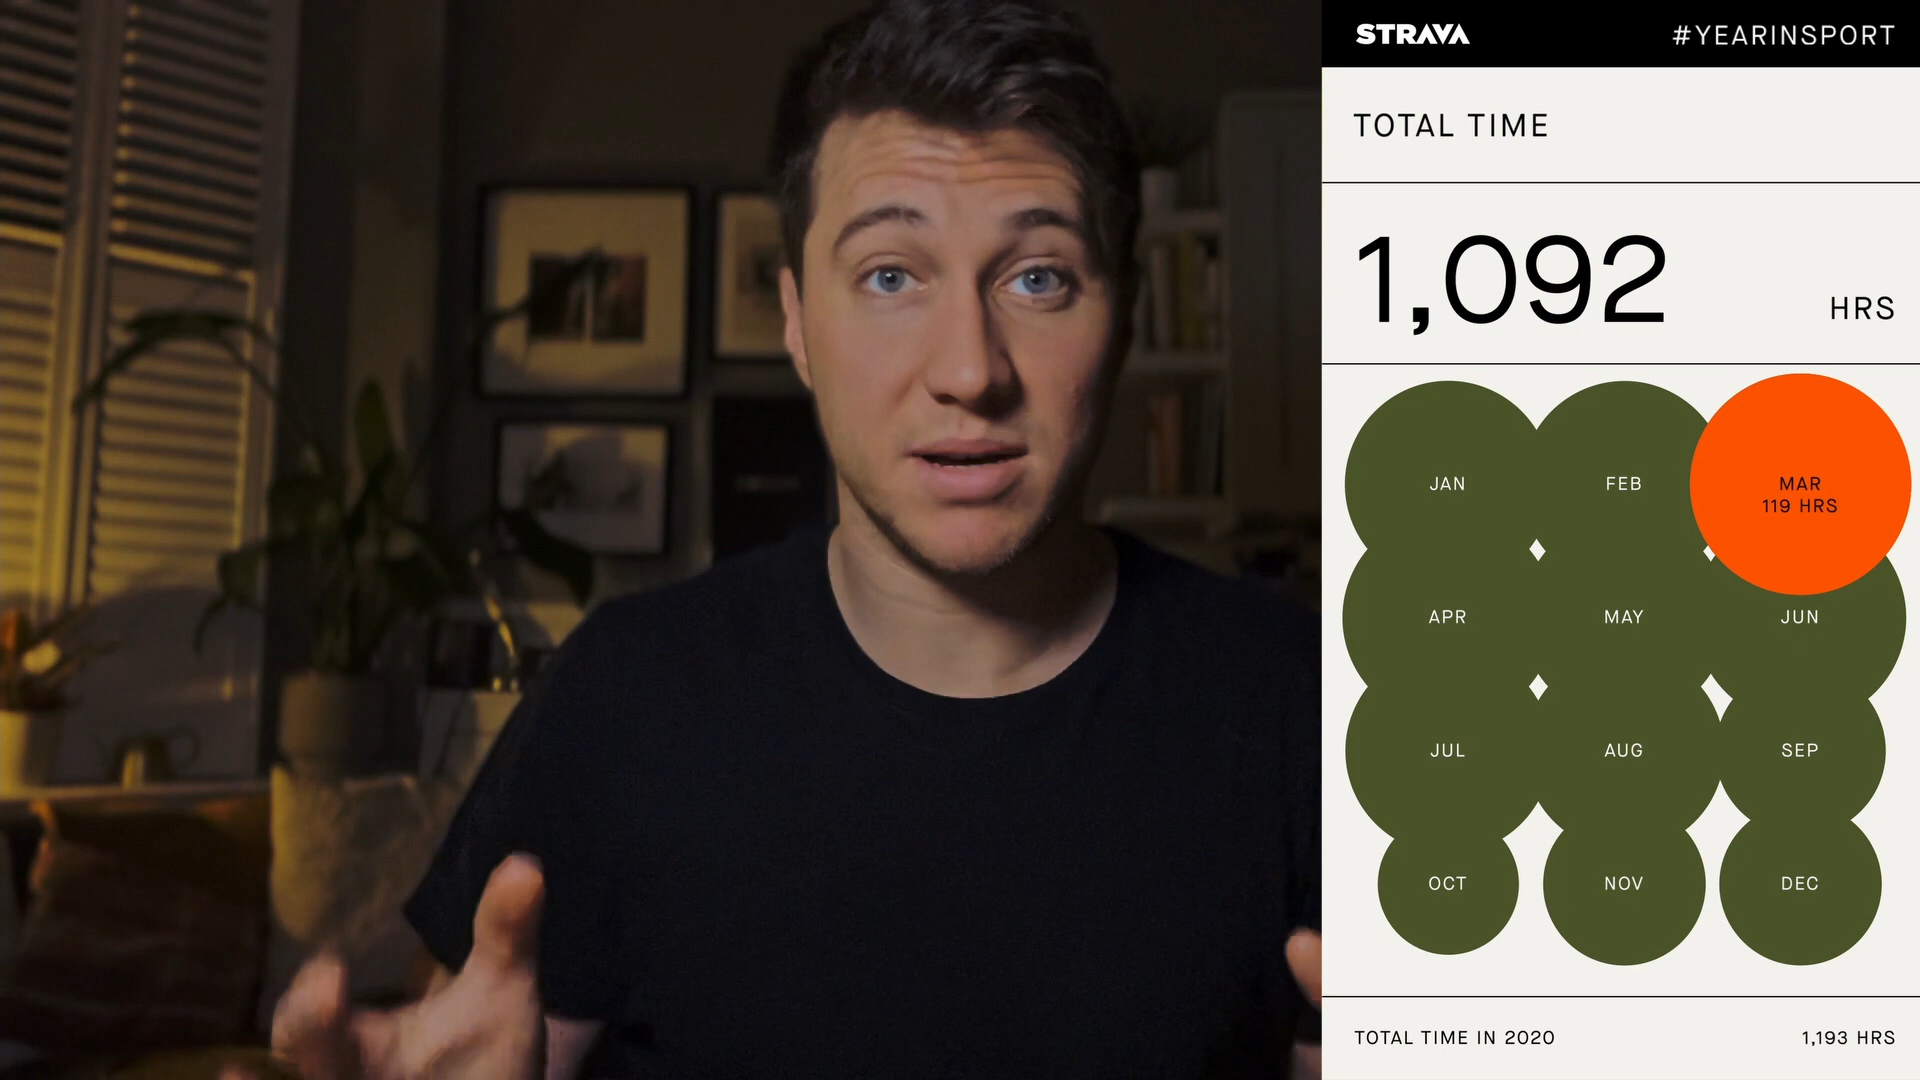 STRAVA #YEARINSPORT
TOTAL TIME
1,092 HRS
JAN FEB MAR
119 HRS
APR MAY JUN
JUL AUG SEP
OCT NOV DEC
TOTAL TIME IN 2020 1,193 HRS